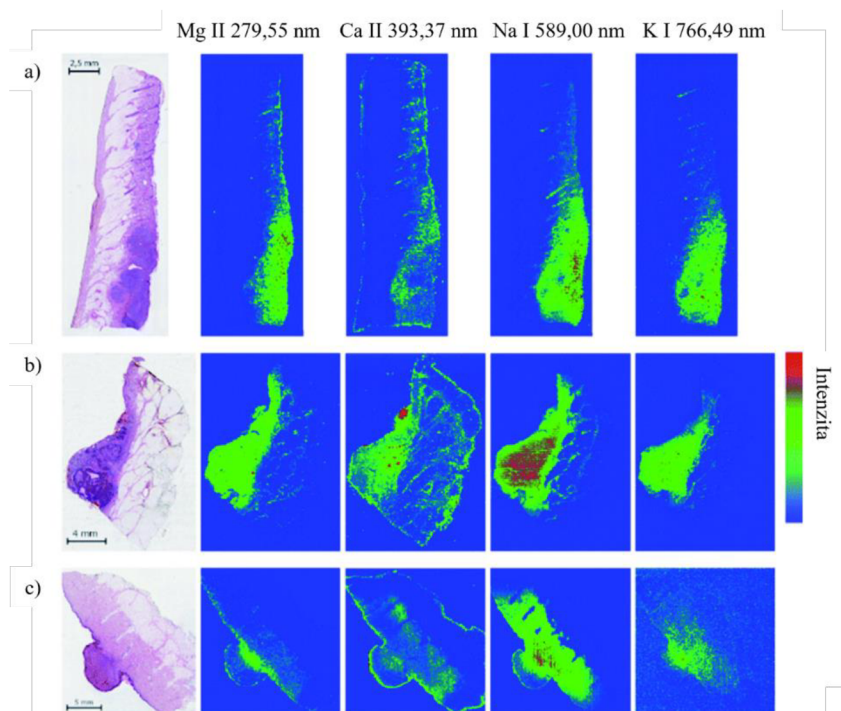 Mg II 279,55 nm Ca II 393,37 nm Na I 589,00 nm K I 766,49 nm
a)
2,5 mm
b)
4 mm
Intenzita
c)
5 mm